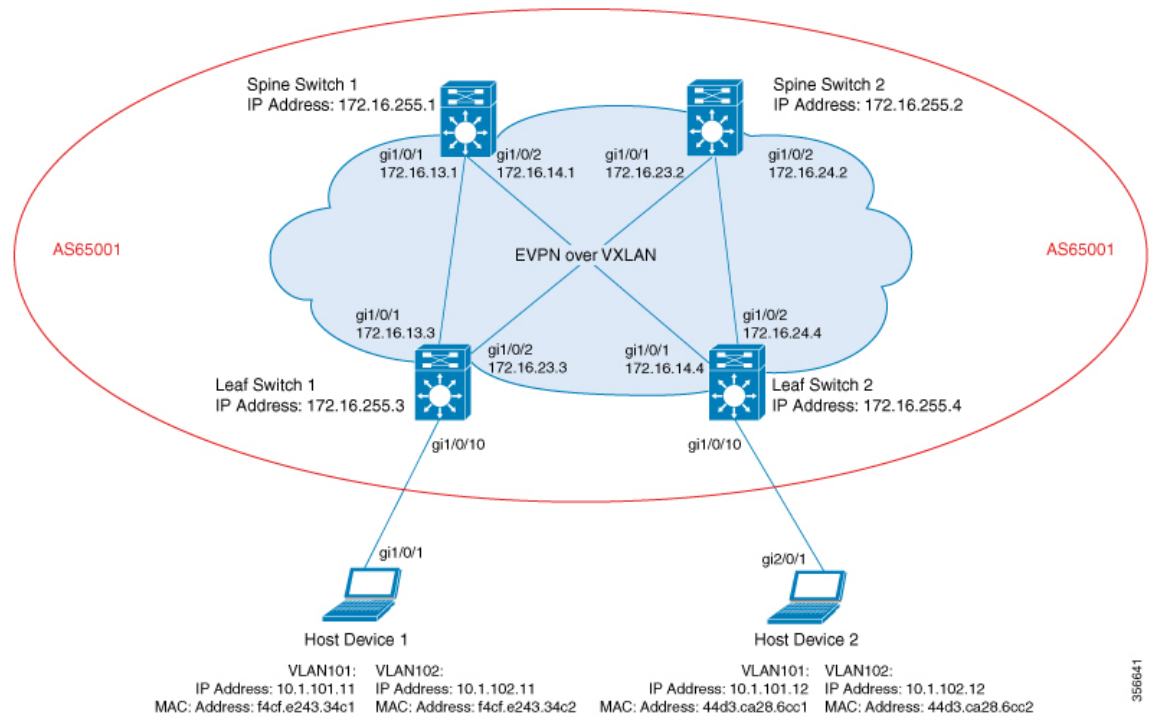 Spine Switch 1
IP Address: 172.16.255.1
Spine Switch 2
IP Address: 172.16.255.2
gi1/0/1
172.16.13.1
gi1/0/2
172.16.14.1
gi1/0/1
172.16.23.2
gi1/0/2
172.16.24.2
AS65001
EVPN over VXLAN
AS65001
gi1/0/1
172.16.13.3
gi1/0/2
172.16.23.3
gi1/0/1
172.16.14.4
gi1/0/2
172.16.24.4
Leaf Switch 1
IP Address: 172.16.255.3
Leaf Switch 2
IP Address: 172.16.255.4
gi1/0/10
gi1/0/10
gi1/0/1
gi2/0/1
Host Device 1
Host Device 2
VLAN101:
IP Address: 10.1.101.11
MAC: Address: f4cf.e243.34c1
VLAN102:
IP Address: 10.1.102.11
MAC: Address: f4cf.e243.34c2
VLAN101:
IP Address: 10.1.101.12
MAC: Address: 44d3.ca28.6cc1
VLAN102:
IP Address: 10.1.102.12
MAC: Address: 44d3.ca28.6cc2
356641